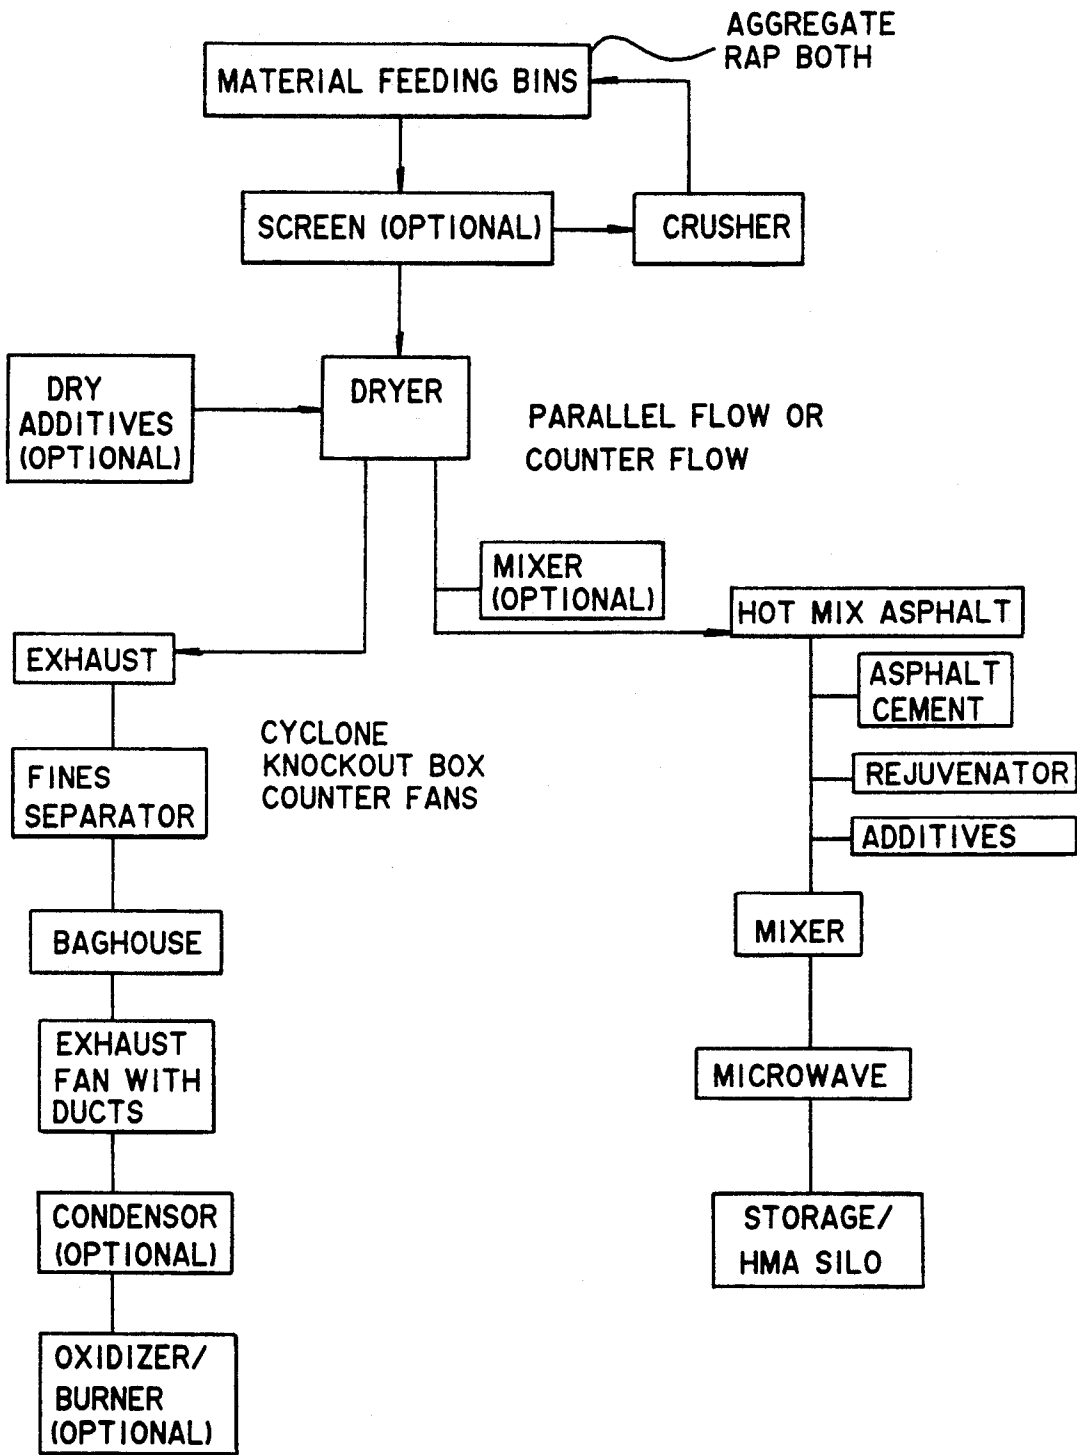 AGGREGATE
RAP BOTH
MATERIAL FEEDING BINS
SCREEN (OPTIONAL)
CRUSHER
DRY
ADDITIVES
(OPTIONAL)
DRYER
PARALLEL FLOW OR
COUNTER FLOW
MIXER
(OPTIONAL)
HOT MIX ASPHALT
EXHAUST
ASPHALT
CEMENT
CYCLONE
KNOCKOUT BOX
COUNTER FANS
FINES
SEPARATOR
REJUVENATOR
ADDITIVES
BAGHOUSE
MIXER
EXHAUST
FAN WITH
DUCTS
MICROWAVE
CONDENSOR
(OPTIONAL)
STORAGE/
HMA SILO
OXIDIZER/
BURNER
(OPTIONAL)